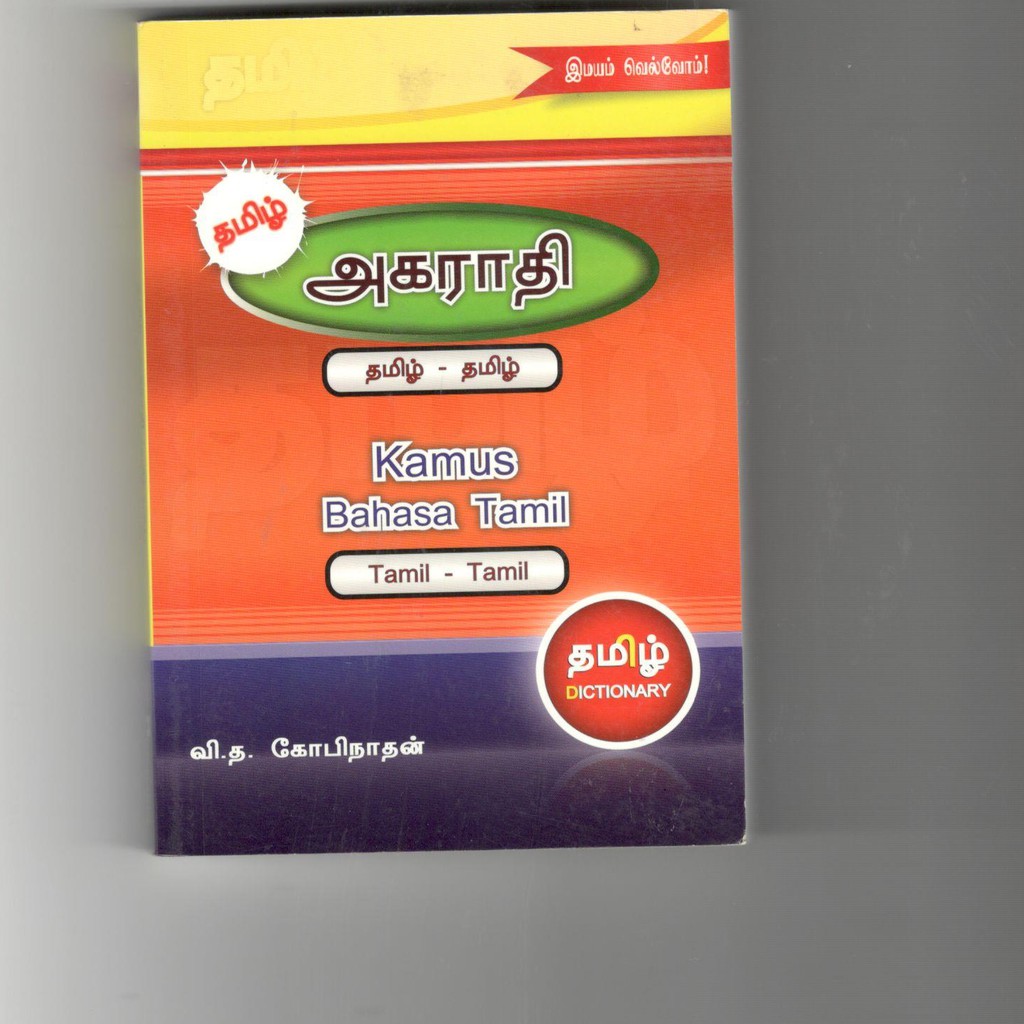 இமயம் வெல்வோம்!
தமிழ்
அகராதி
தமிழ் - தமிழ்
Kamus
Bahasa Tamil
Tamil - Tamil
தமிழ்
DICTIONARY
வி.த. கோபிநாதன்